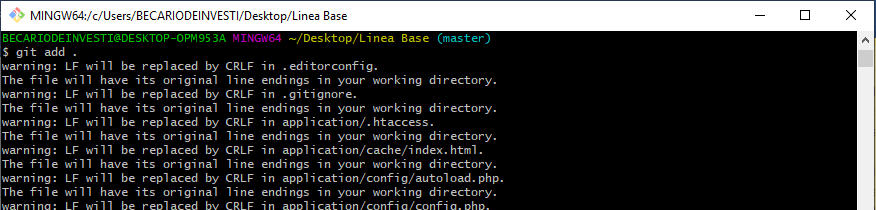 MINGW64:/c/Users/BECARIODEINVESTI/Desktop/Linea Base
BECARIODEINVESTI@DESKTOP-OPM953A MINGW64 ~/Desktop/Linea Base (master)
$ git add .
warning: LF will be replaced by CRLF in .editorconfig.
The file will have its original line endings in your working directory.
warning: LF will be replaced by CRLF in .gitignore.
The file will have its original line endings in your working directory.
warning: LF will be replaced by CRLF in application/.htaccess.
The file will have its original line endings in your working directory.
warning: LF will be replaced by CRLF in application/cache/index.html.
The file will have its original line endings in your working directory.
warning: LF will be replaced by CRLF in application/config/autoload.php.
The file will have its original line endings in your working directory.
warning: LF will be replaced by CRLF in application/config/config.php.